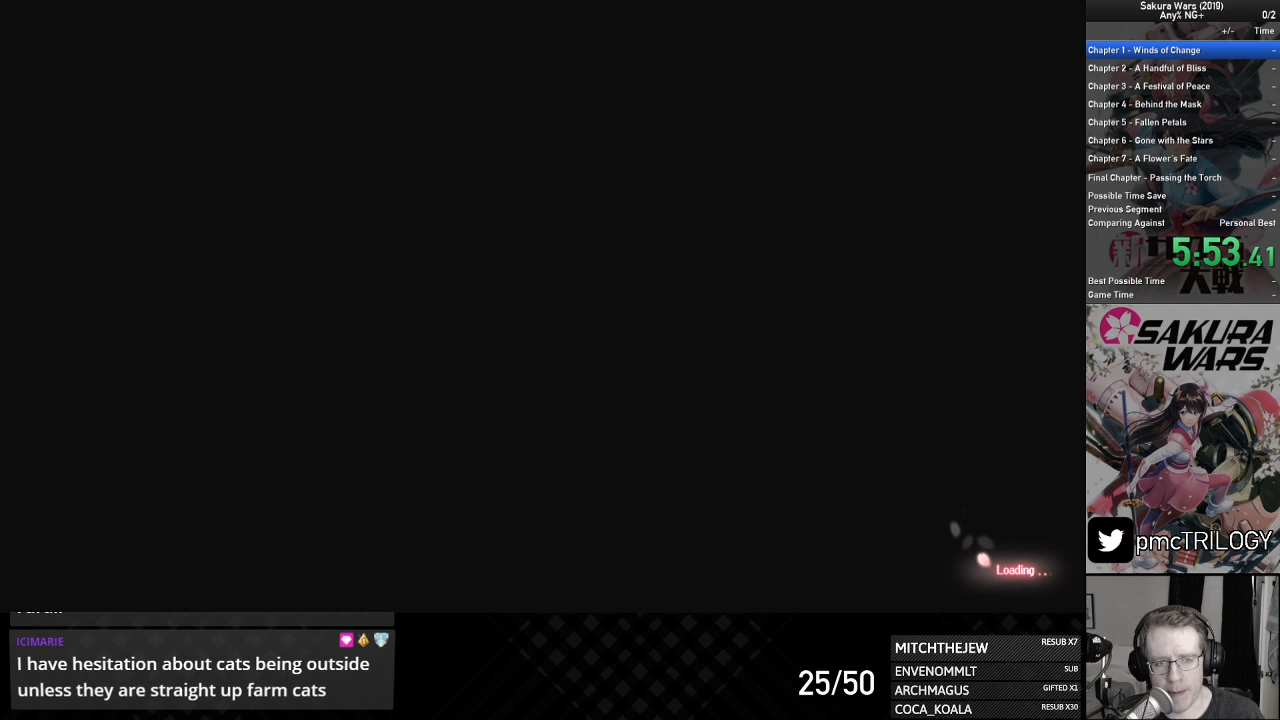 Sakura Wars (2019)
Any% NG+
0/2
+/-
Time
Chapter 1 - Winds of Change
-
Chapter 2 - A Handful of Bliss
-
Chapter 3 - A Festival of Peace
-
Chapter 4 - Behind the Mask
-
Chapter 5 - Fallen Petals
-
Chapter 6 - Gone with the Stars
-
Chapter 7 - A Flower's Fate
-
Final Chapter - Passing the Torch
-
Possible Time Save
-
Previous Segment
-
Comparing Against
Personal Best
5:53.41
大戦
Best Possible Time
-
Game Time
-
SAKURA
WARS
pmcTRILOGY
Loading . .
ICIMARIE
I have hesitation about cats being outside
unless they are straight up farm cats
25/50
MITCHTHEJEW
RESUB X7
ENVENOMMLT
SUB
ARCHMAGUS
GIFTED X1
COCA_KOALA
RESUB X30